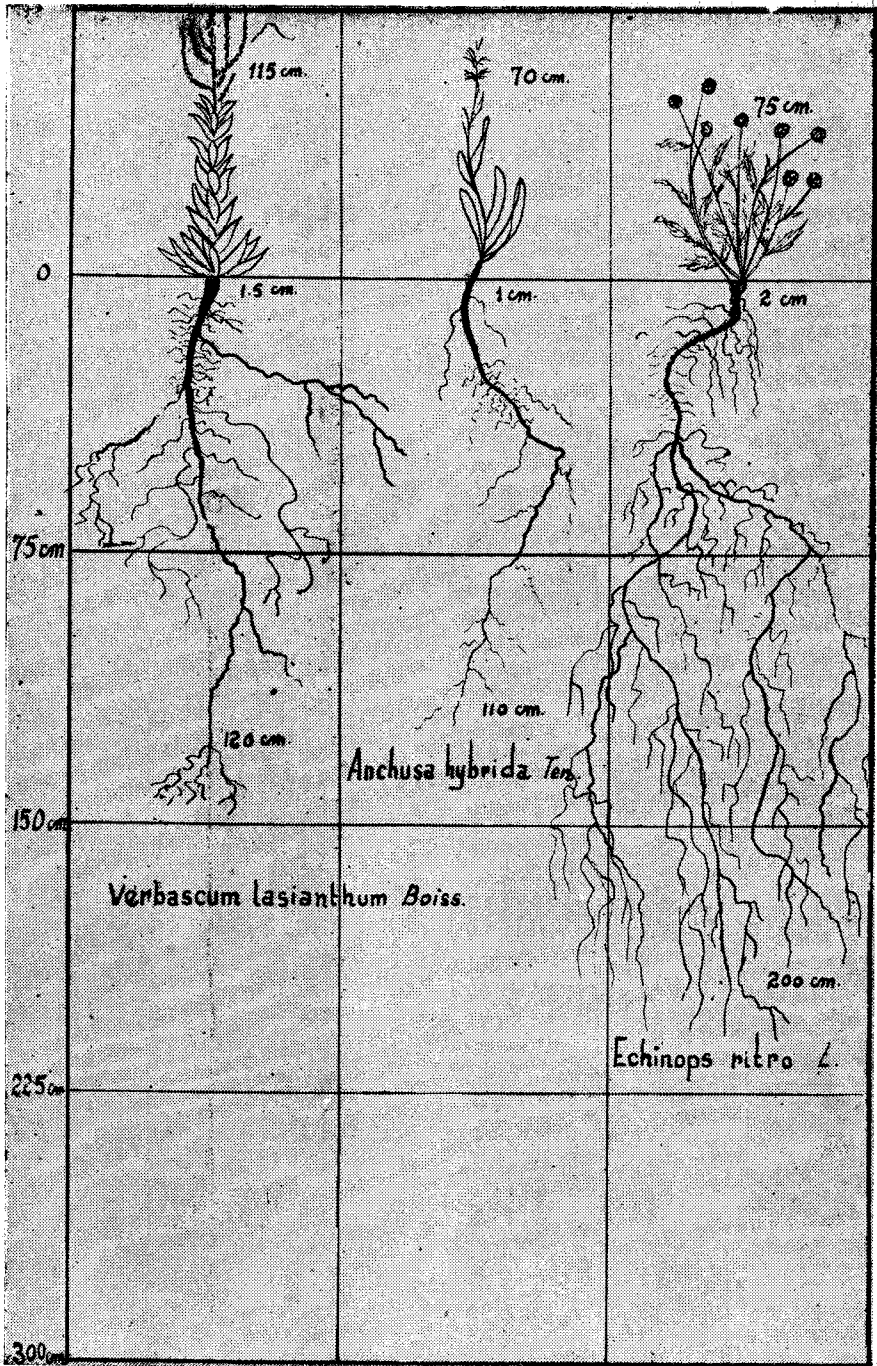 115 cm.
70 cm.
75 cm.
0
1.5 cm.
1 cm.
2 cm
75 cm
110 cm.
120 cm.
Anchusa hybrida Ten.
150 cm
Verbascum lasianthum Boiss.
200 cm.
Echinops ritro L.
225 cm
300 cm